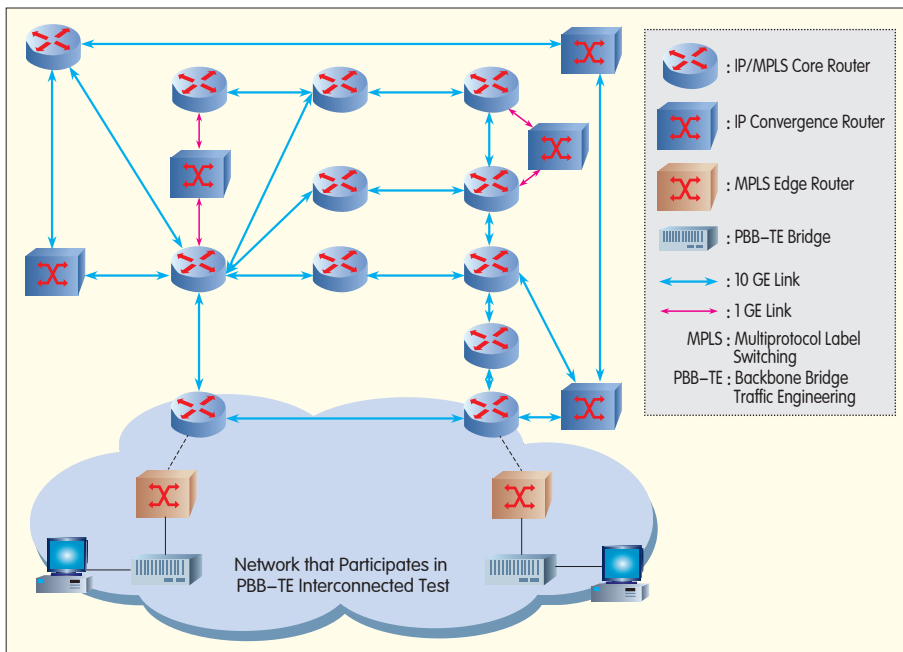 : IP/MPLS Core Router
: IP Convergence Router
: MPLS Edge Router
: PBB–TE Bridge
: 10 GE Link
: 1 GE Link
MPLS : Multiprotocol Label
Switching
PBB–TE : Backbone Bridge
Traffic Engineering
Network that Participates in
PBB–TE Interconnected Test